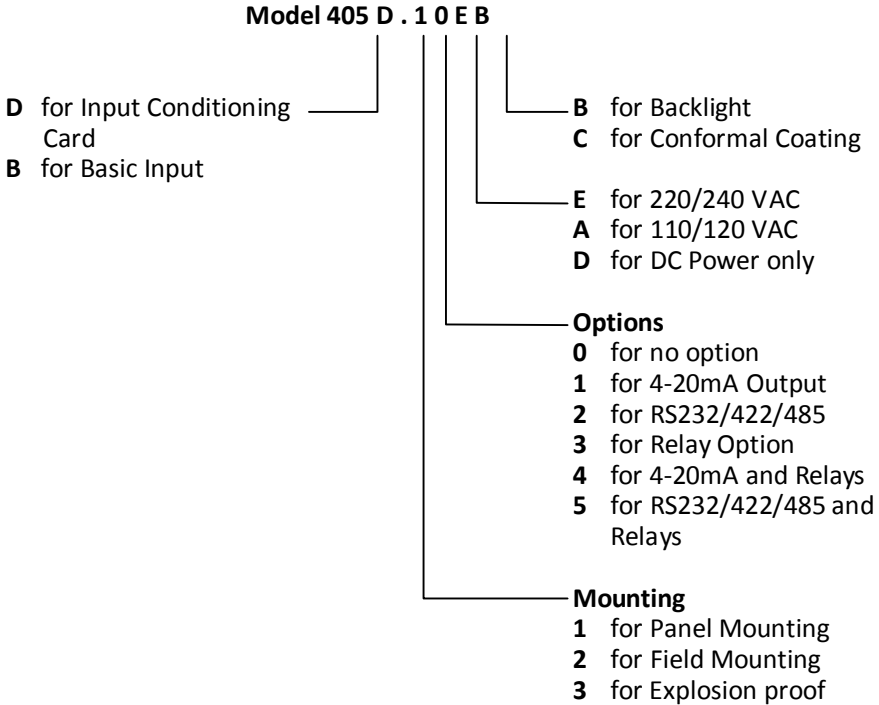 Model 405 D . 1 0 E B
D for Input Conditioning
Card
B for Basic Input
B for Backlight
C for Conformal Coating
E for 220/240 VAC
A for 110/120 VAC
D for DC Power only
Options
0 for no option
1 for 4-20mA Output
2 for RS232/422/485
3 for Relay Option
4 for 4-20mA and Relays
5 for RS232/422/485 and
Relays
Mounting
1 for Panel Mounting
2 for Field Mounting
3 for Explosion proof